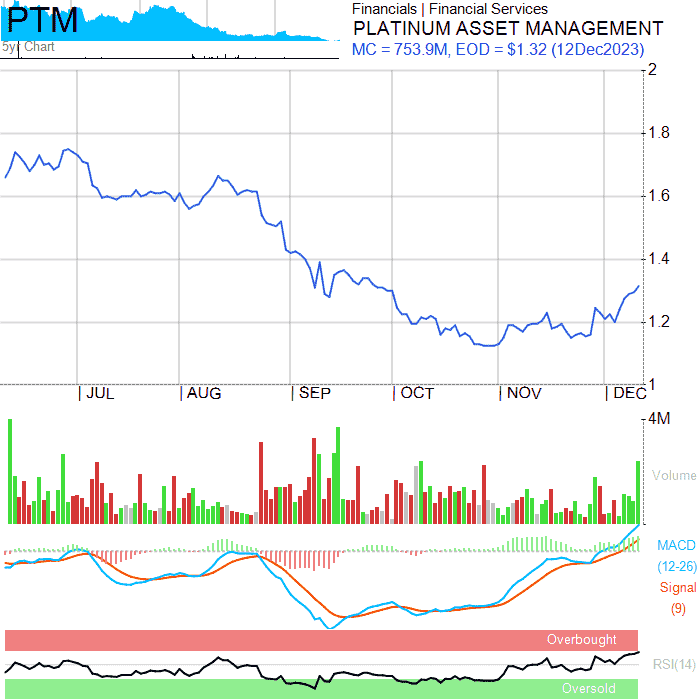 PTM
5yr Chart
Financials | Financial Services
PLATINUM ASSET MANAGEMENT
MC = 753.9M, EOD = $1.32 (12Dec2023)
2
1.8
1.6
1.4
1.2
1
JUL
AUG
SEP
OCT
NOV
DEC
4M
Volume
MACD
(12-26)
Signal
(9)
Overbought
RSI(14)
Oversold